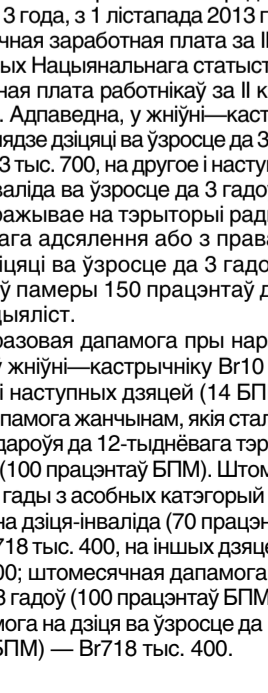 3 года, з 1 лістапада 2013 г
чная заработная плата за ІІ
ых Нацыянальнага статыст
ная плата работнікаў за ІІ к
. Адпаведна, у жніўні—каст
лядзе дзіцяці ва ўзросце да 3
3 тыс. 700, на другое і наступ
валіда ва ўзросце да 3 гадоў
ражывае на тэрыторыі рады
ага адсялення або з права
іцяці ва ўзросце да 3 гадо
ў памеры 150 працэнтаў д
цыяліст.
разовая дапамога пры нар
у жніўні—кастрычніку Br10
і наступных дзяцей (14 БП
памога жанчынам, якія стал
дароўя да 12-тыднёвага тэр
(100 працэнтаў БПМ). Штом
гады з асобных катэгорый
на дзіця-інваліда (70 працэн
718 тыс. 400, на іншых дзяце
00; штомесячная дапамога
3 гадоў (100 працэнтаў БПМ
мога на дзіця ва ўзросце да
БПМ) — Br718 тыс. 400.